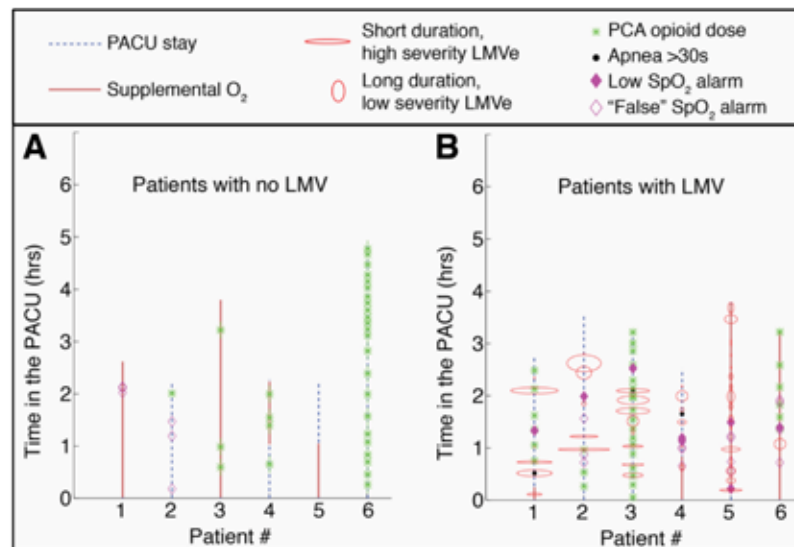 PACU stay
Supplemental O₂
Short duration,
high severity LMVe
Long duration,
low severity LMVe
PCA opioid dose
Apnea >30s
Low SpO₂ alarm
"False" SpO₂ alarm
A
Patients with no LMV
Time in the PACU (hrs)
6
5
4
3
2
1
0
1 2 3 4 5 6
Patient #
B
Patients with LMV
Time in the PACU (hrs)
6
5
4
3
2
1
0
1 2 3 4 5 6
Patient #